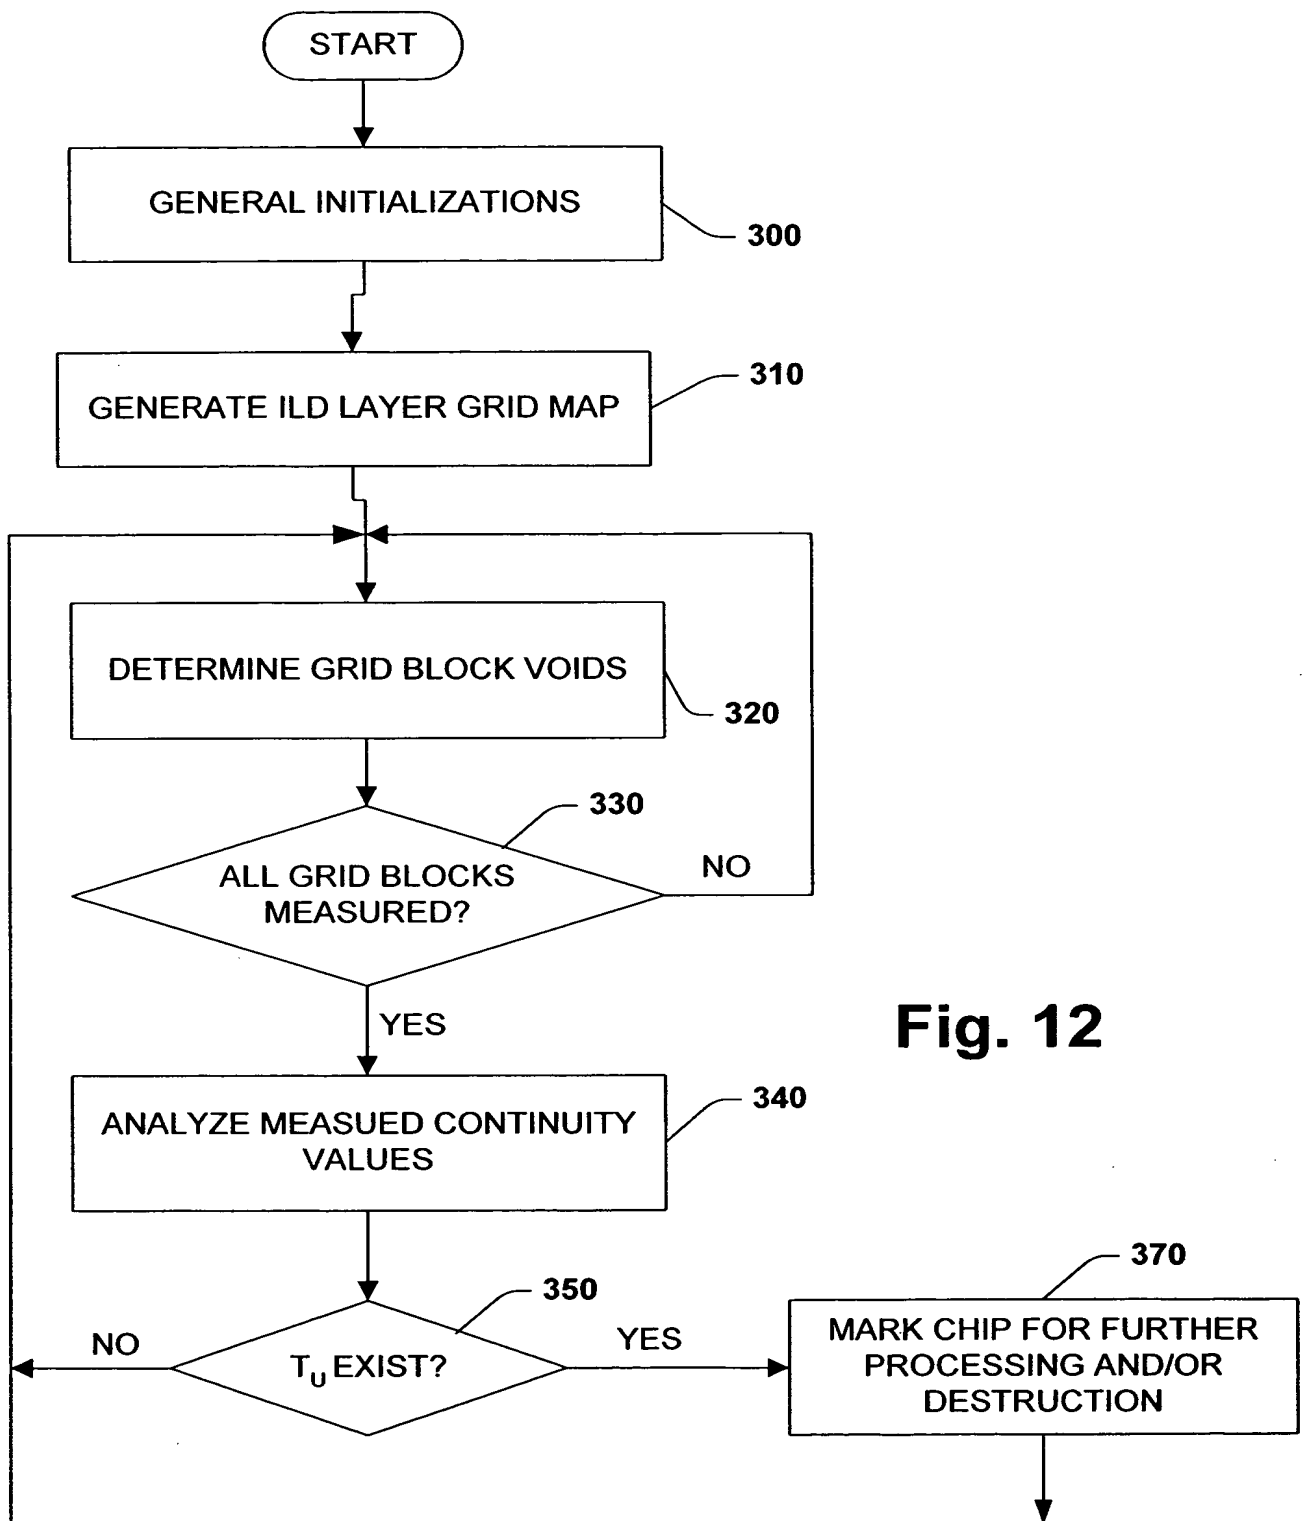 START
GENERAL INITIALIZATIONS
300
310
GENERATE ILD LAYER GRID MAP
DETERMINE GRID BLOCK VOIDS
320
330
ALL GRID BLOCKS
MEASURED?
NO
YES
Fig. 12
340
ANALYZE MEASUED CONTINUITY
VALUES
350
370
NO
TU EXIST?
YES
MARK CHIP FOR FURTHER
PROCESSING AND/OR
DESTRUCTION